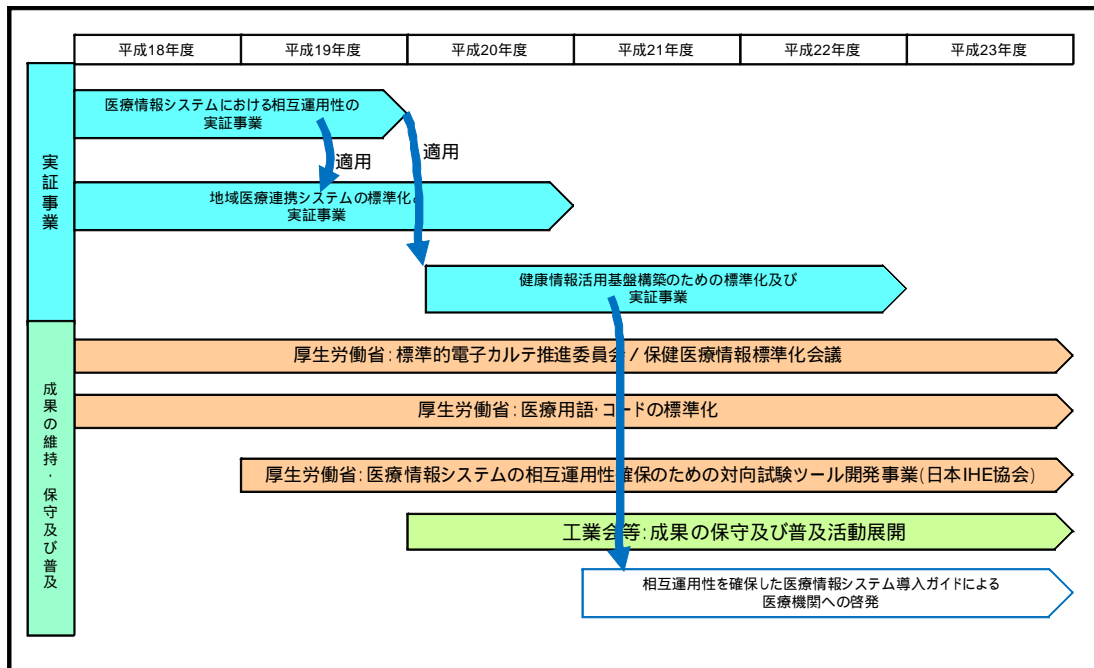 平成18年度
平成19年度
平成20年度
平成21年度
平成22年度
平成23年度
実証事業
医療情報システムにおける相互運用性の
実証事業
適用
適用
地域医療連携システムの標準化
実証事業
健康情報活用基盤構築のための標準化及び
実証事業
成果の維持・保守及び普及
厚生労働省:標準的電子カルテ推進委員会/保健医療情報標準化会議
厚生労働省:医療用語・コードの標準化
厚生労働省:医療情報システムの相互運用性確保のための対向試験ツール開発事業(日本IHE協会)
工業会等:成果の保守及び普及活動展開
相互運用性を確保した医療情報システム導入ガイドによる
医療機関への啓発